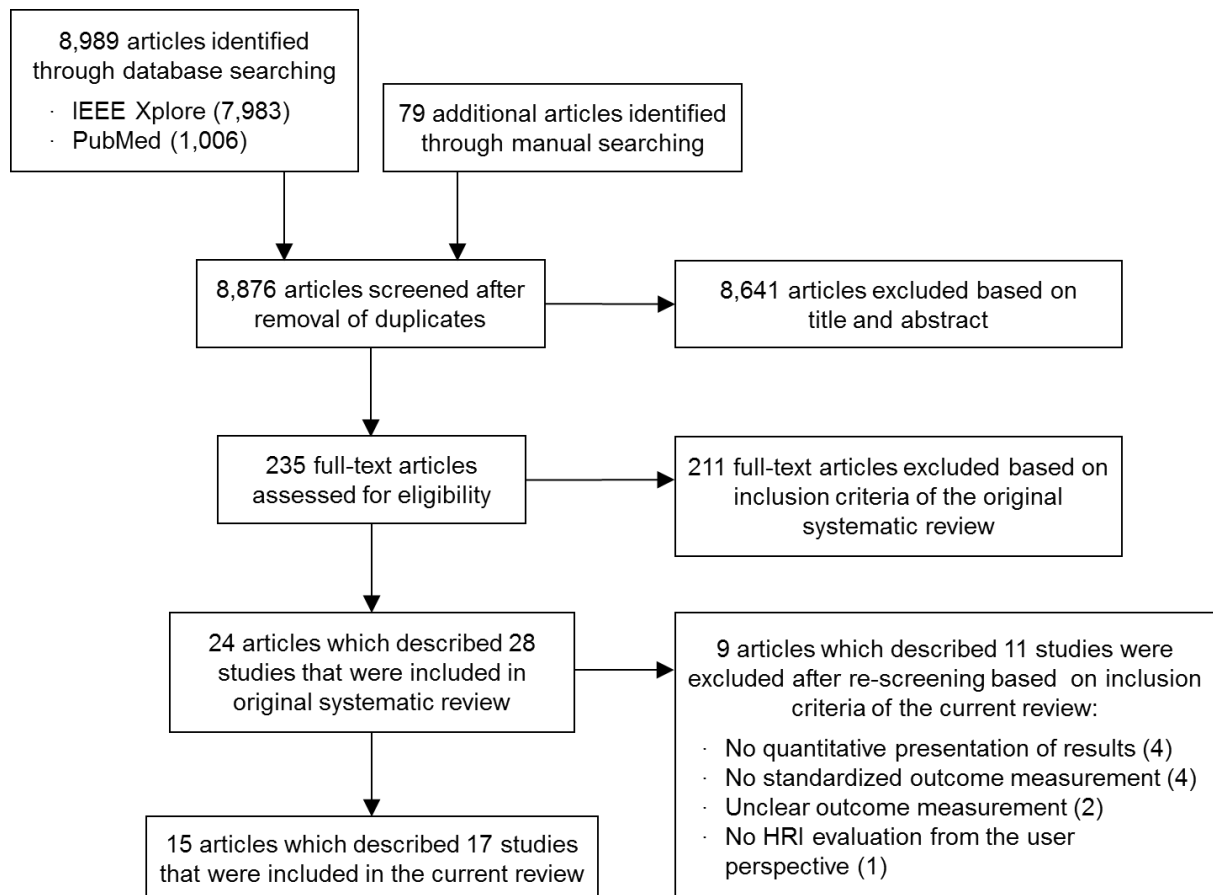 8,989 articles identified
through database searching
· IEEE Xplore (7,983)
· PubMed (1,006)
79 additional articles identified
through manual searching
8,876 articles screened after
removal of duplicates
8,641 articles excluded based on
title and abstract
235 full-text articles
assessed for eligibility
211 full-text articles excluded based on
inclusion criteria of the original
systematic review
24 articles which described 28
studies that were included in
original systematic review
9 articles which described 11 studies were
excluded after re-screening based on inclusion
criteria of the current review:
· No quantitative presentation of results (4)
· No standardized outcome measurement (4)
· Unclear outcome measurement (2)
· No HRI evaluation from the user
perspective (1)
15 articles which described 17 studies
that were included in the current review